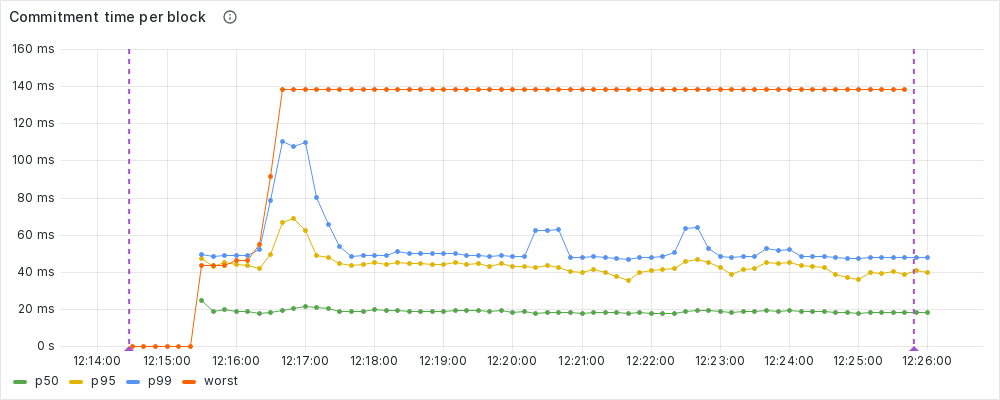 Commitment time per block
160 ms
140 ms
120 ms
100 ms
80 ms
60 ms
40 ms
20 ms
0 s
12:14:00 12:15:00 12:16:00 12:17:00 12:18:00 12:19:00 12:20:00 12:21:00 12:22:00 12:23:00 12:24:00 12:25:00 12:26:00
p50 p95 p99 worst